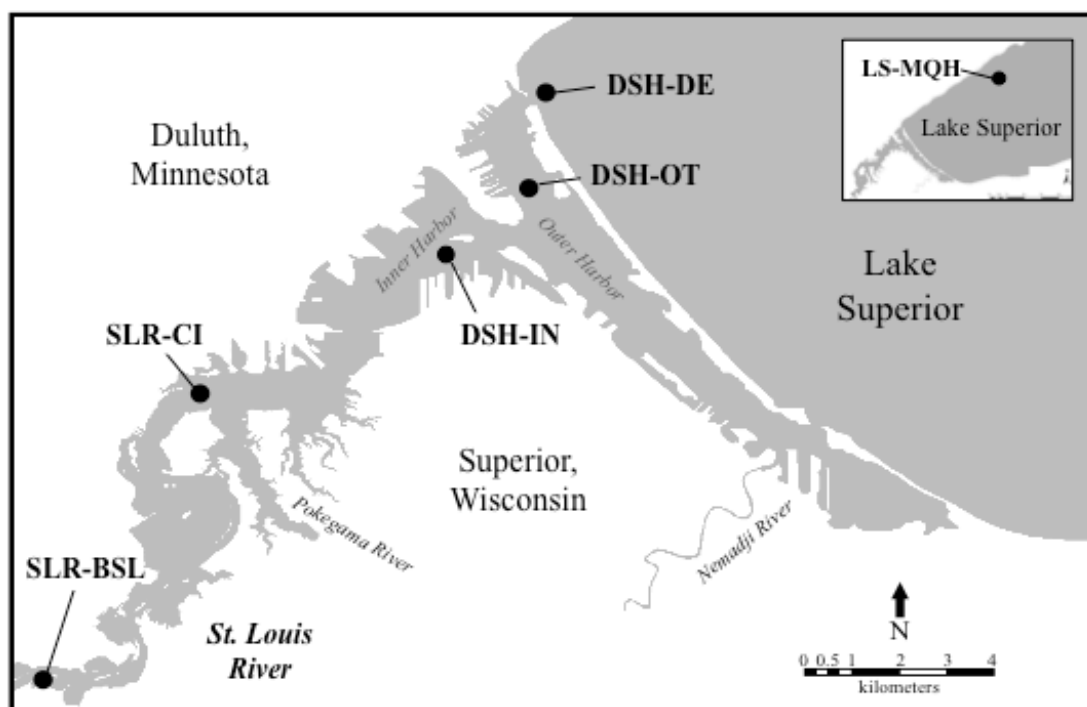 DSH-DE
LS-MQH
Lake Superior
Duluth,
Minnesota
DSH-OT
Inner Harbor
Outer Harbor
Lake
Superior
SLR-CI
DSH-IN
Superior,
Wisconsin
Pokegama River
Nemadji River
SLR-BSL
St. Louis
River
N
0 0.5 1 2 3 4
kilometers